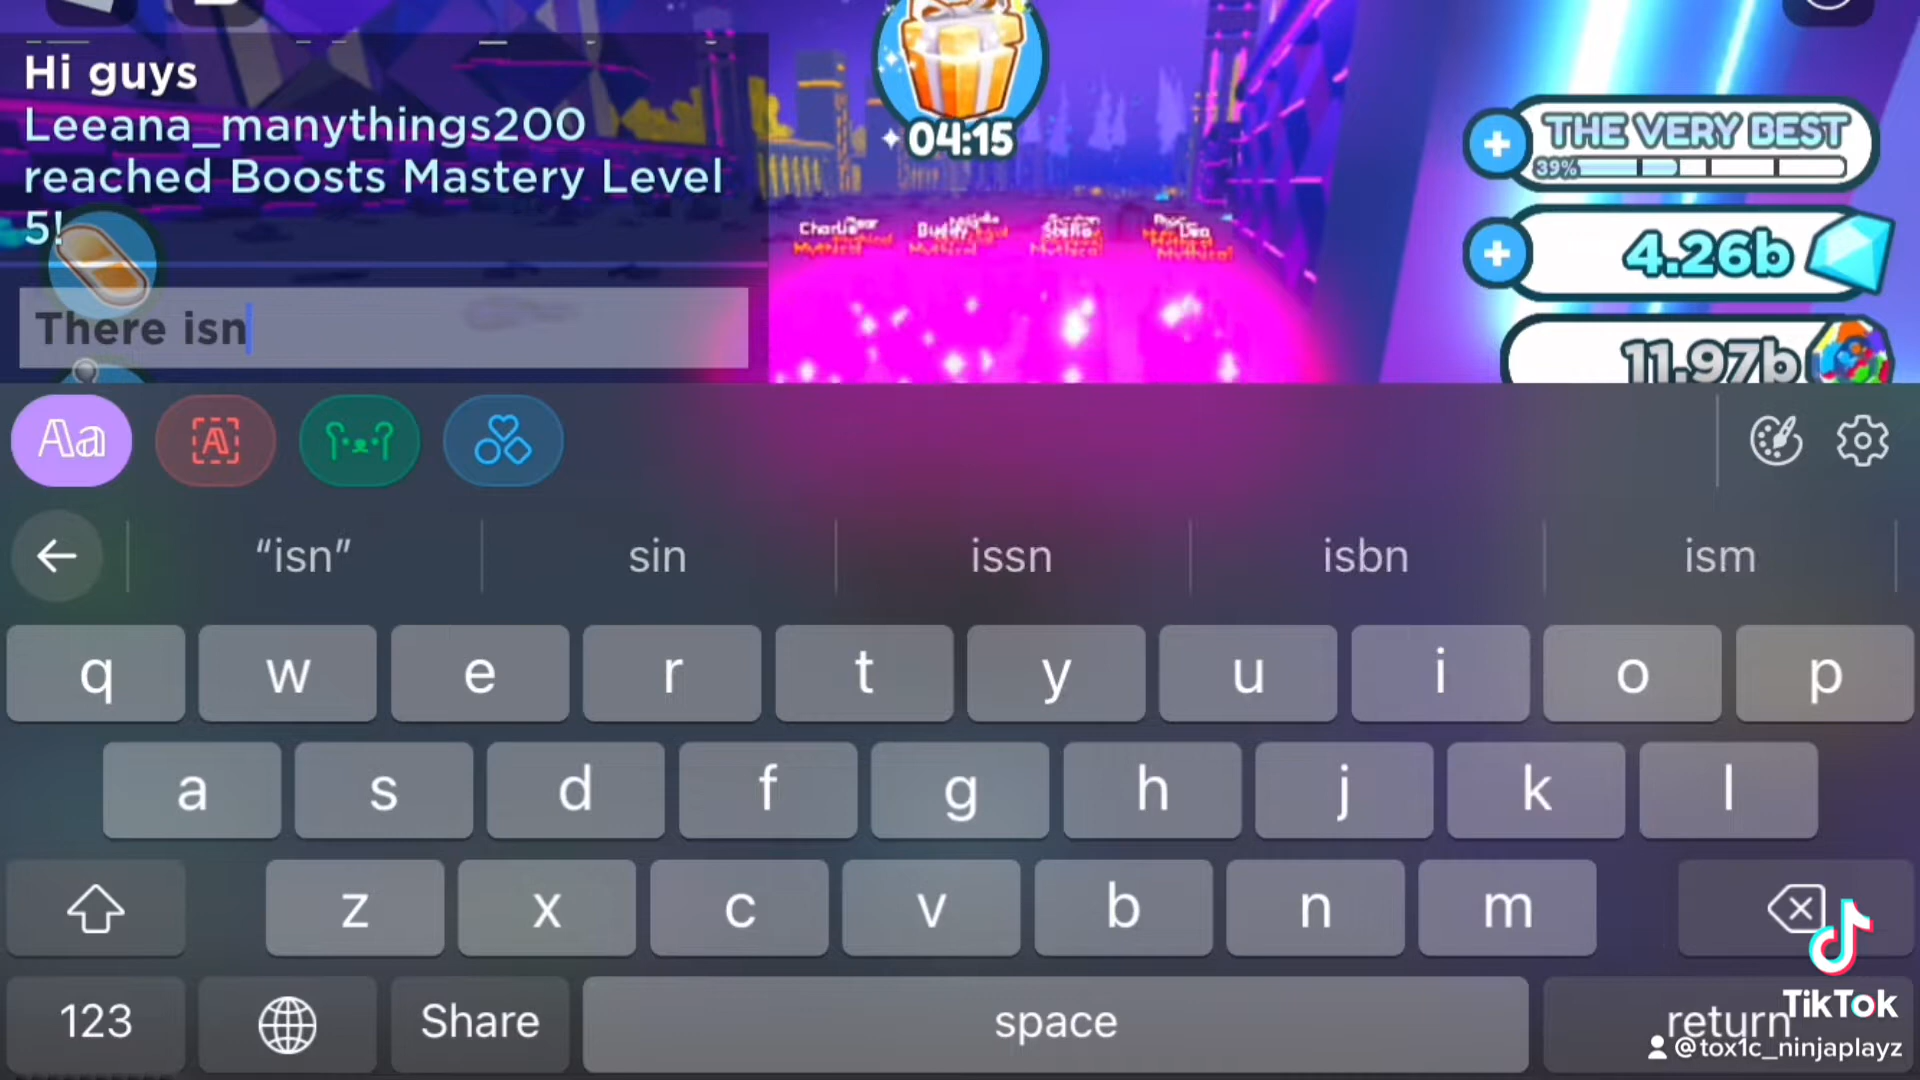 Hi guys
Leeana_manythings200
reached Boosts Mastery Level
5!
There isn
04:15
THE VERY BEST
39%
4.26b
11.97b
Aa
A
"isn"
sin
issn
isbn
ism
q w e r t y u i o p
a s d f g h j k l
z x c v b n m
123
Share
space
return
TikTok
@tox1c_ninjaplayz